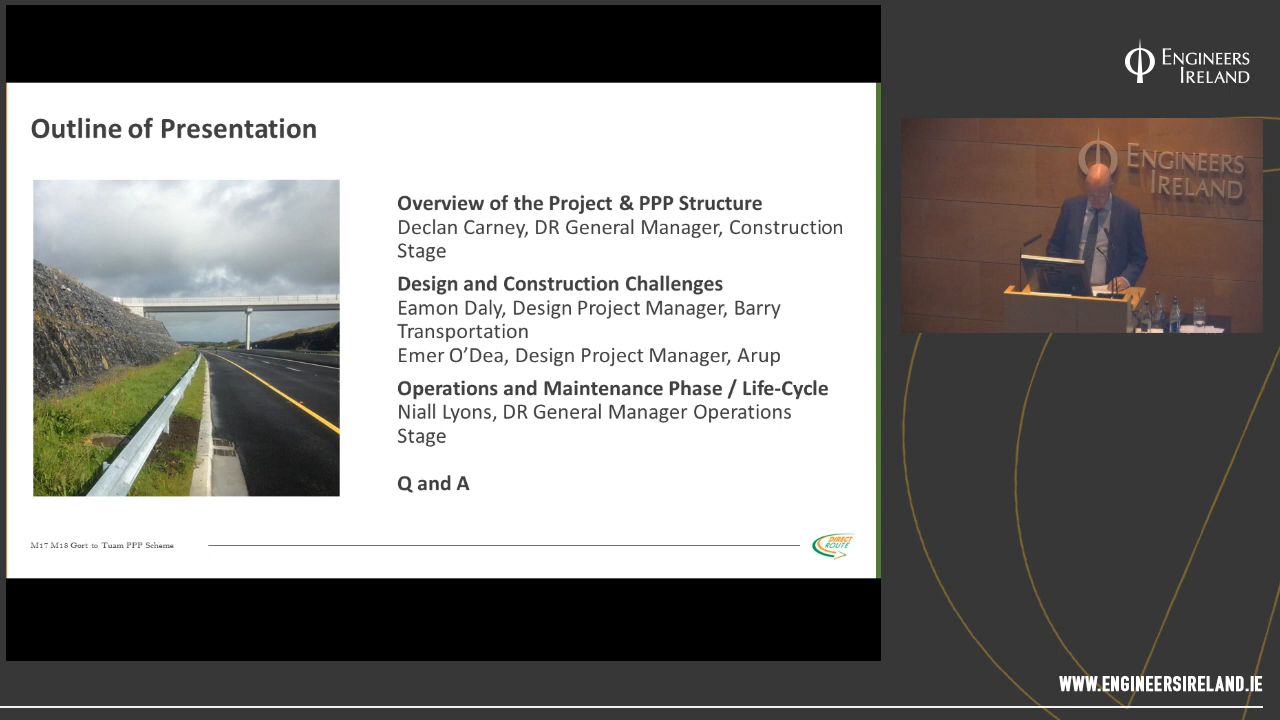 Outline of Presentation
Overview of the Project & PPP Structure
Declan Carney, DR General Manager, Construction
Stage
Design and Construction Challenges
Eamon Daly, Design Project Manager, Barry
Transportation
Emer O’Dea, Design Project Manager, Arup
Operations and Maintenance Phase / Life-Cycle
Niall Lyons, DR General Manager Operations
Stage
Q and A
M17 M18 Gort to Tuam PPP Scheme
DIRECT
ROUTE
ENGINEERS
IRELAND
ENGINEERS
IRELAND
WWW.ENGINEERSIRELAND.IE